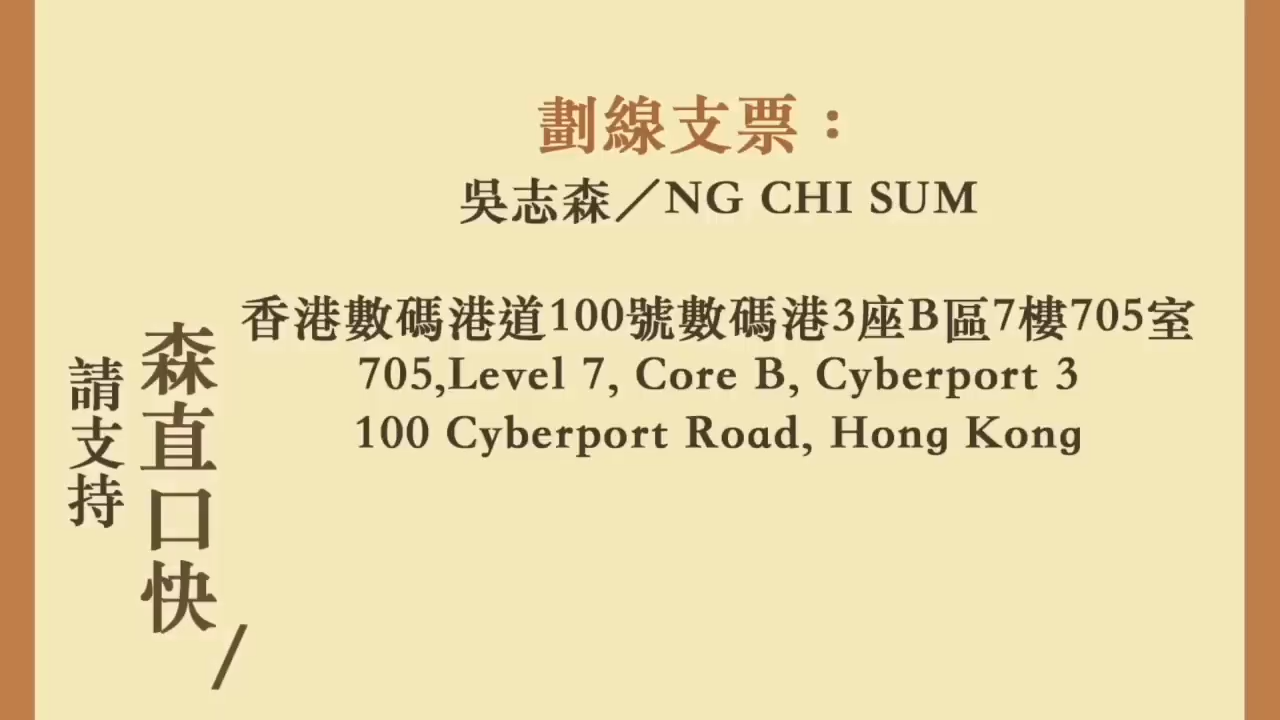 劃線支票：
吳志森／NG CHI SUM
香港數碼港道100號數碼港3座B區7樓705室
705,Level 7, Core B, Cyberport 3
100 Cyberport Road, Hong Kong
請支持
森直口快
/